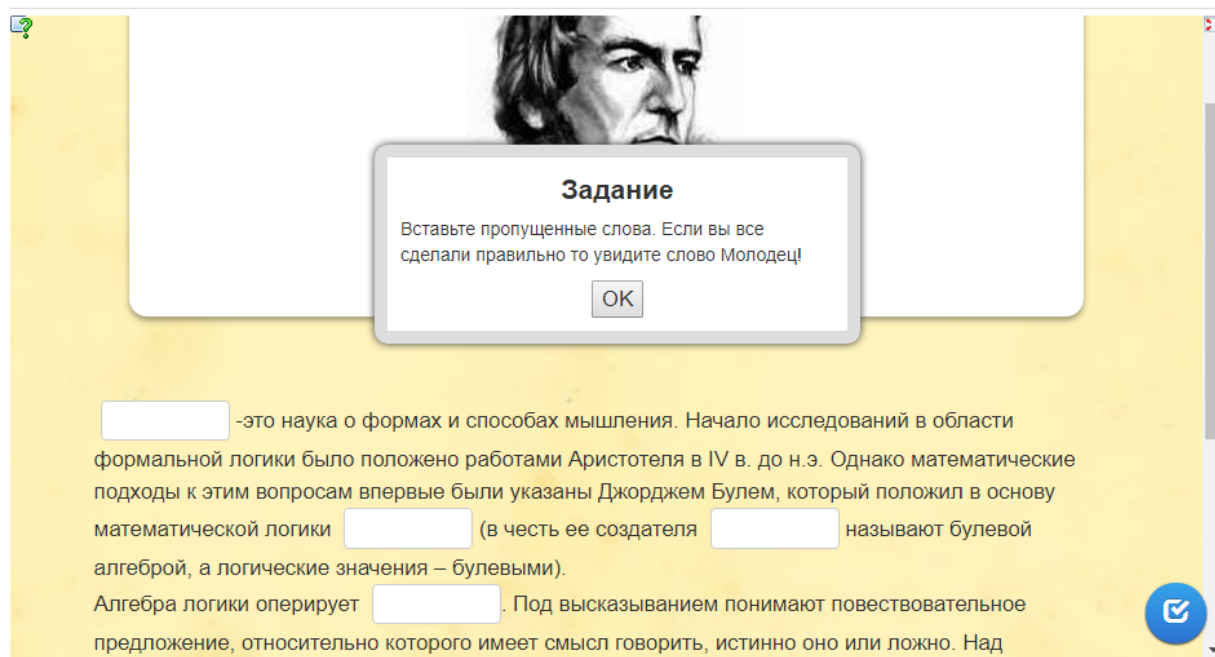 Задание
Вставьте пропущенные слова. Если вы все
сделали правильно то увидите слово Молодец!
OK
-это наука о формах и способах мышления. Начало исследований в области
формальной логики было положено работами Аристотеля в IV в. до н.э. Однако математические
подходы к этим вопросам впервые были указаны Джорджем Булем, который положил в основу
математической логики (в честь ее создателя называют булевой
алгеброй, а логические значения – булевыми).
Алгебра логики оперирует . Под высказыванием понимают повествовательное
предложение, относительно которого имеет смысл говорить, истинно оно или ложно. Над